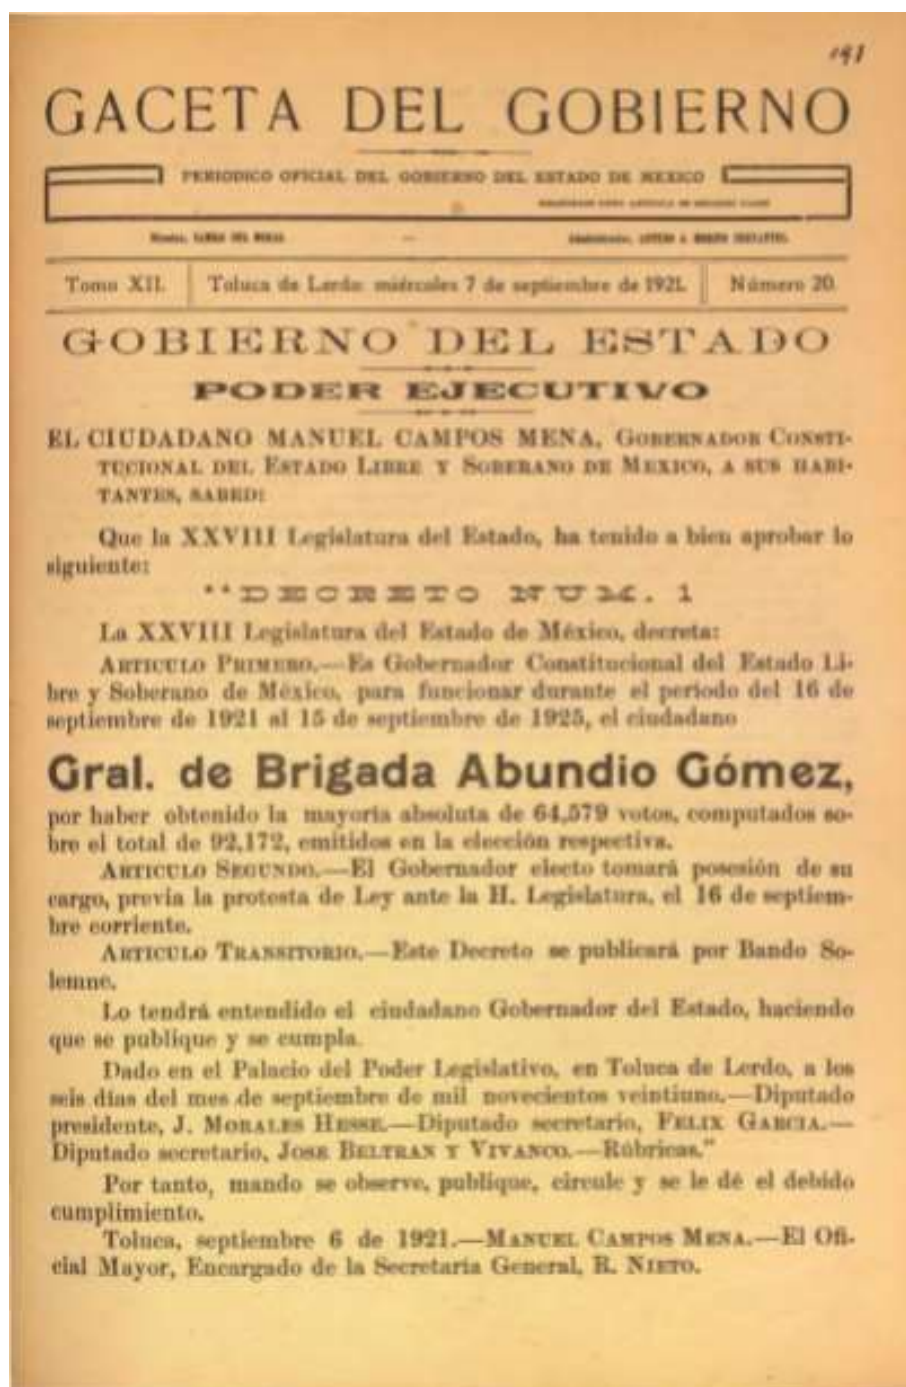 191
GACETA DEL GOBIERNO
PERIODICO OFICIAL DEL GOBIERNO DEL ESTADO DE MEXICO
Tomo XII. Toluca de Lerdo: miércoles 7 de septiembre de 1921. Número 20.
GOBIERNO DEL ESTADO
PODER EJECUTIVO
EL CIUDADANO MANUEL CAMPOS MENA, GOBERNADOR CONSTI-
TUCIONAL DEL ESTADO LIBRE Y SOBERANO DE MEXICO, A SUS HABI-
TANTES, SABED:
Que la XXVIII Legislatura del Estado, ha tenido a bien aprobar lo
siguiente:
"DECRETO NUM. 1
La XXVIII Legislatura del Estado de México, decreta:
ARTICULO PRIMERO.—Es Gobernador Constitucional del Estado Li-
bre y Soberano de México, para funcionar durante el período del 16 de
septiembre de 1921 al 15 de septiembre de 1925, el ciudadano
Gral. de Brigada Abundio Gómez,
por haber obtenido la mayoría absoluta de 64,579 votos, computados so-
bre el total de 92,172, emitidos en la elección respectiva.
ARTICULO SEGUNDO.—El Gobernador electo tomará posesión de su
cargo, previa la protesta de Ley ante la H. Legislatura, el 16 de septiem-
bre corriente.
ARTICULO TRANSITORIO.—Este Decreto se publicará por Bando So-
lemne.
Lo tendrá entendido el ciudadano Gobernador del Estado, haciendo
que se publique y se cumpla.
Dado en el Palacio del Poder Legislativo, en Toluca de Lerdo, a los
seis días del mes de septiembre de mil novecientos veintiuno.—Diputado
presidente, J. MORALES HESSE.—Diputado secretario, FELIX GARCIA.—
Diputado secretario, JOSE BELTRAN Y VIVANCO.—Rúbricas."
Por tanto, mando se observe, publique, circule y se le dé el debido
cumplimiento.
Toluca, septiembre 6 de 1921.—MANUEL CAMPOS MENA.—El Ofi-
cial Mayor, Encargado de la Secretaría General, R. NIETO.